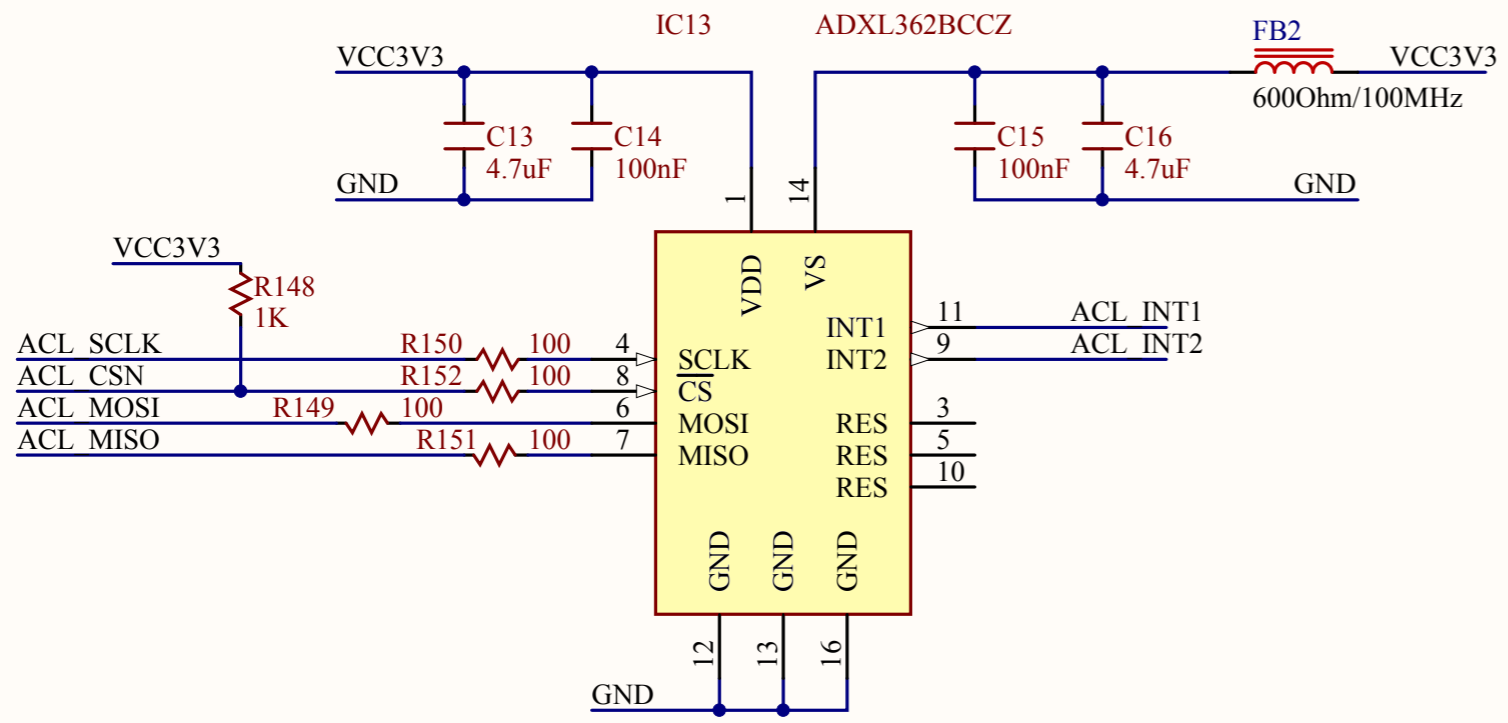 IC13 ADXL362BCCZ
FB2
VCC3V3 VCC3V3
600Ohm/100MHz
C13 C14 C15 C16
4.7uF 100nF 100nF 4.7uF
GND GND
1 14
VCC3V3
VDD VS
R148
1K
INT1 11 ACL_INT1
ACL_SCLK R150 100 4 SCLK INT2 9 ACL_INT2
ACL_CSN R152 100 8 CS
ACL_MOSI R149 100 6 MOSI RES 3
ACL_MISO R151 100 7 MISO RES 5
RES 10
GND GND GND
12 13 16
GND